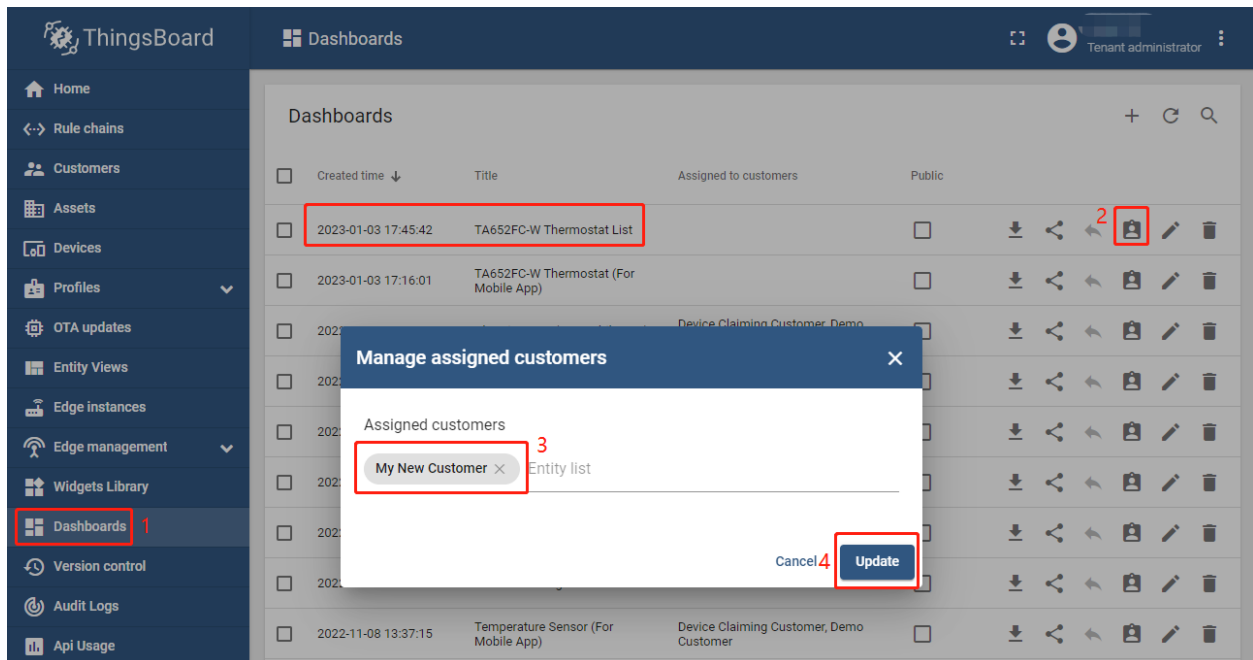 ThingsBoard
Dashboards
Tenant administrator
Home
Rule chains
Customers
Assets
Devices
Profiles
OTA updates
Entity Views
Edge instances
Edge management
Widgets Library
Dashboards 1
Version control
Audit Logs
Api Usage
Dashboards
Created time Title Assigned to customers Public
2023-01-03 17:45:42 TA652FC-W Thermostat List 2
2023-01-03 17:16:01 TA652FC-W Thermostat (For
Mobile App)
Device Claiming Customer, Demo
Manage assigned customers
Assigned customers
3
My New Customer Entity list
Cancel 4 Update
2022-11-08 13:37:15 Temperature Sensor (For
Mobile App) Device Claiming Customer, Demo
Customer